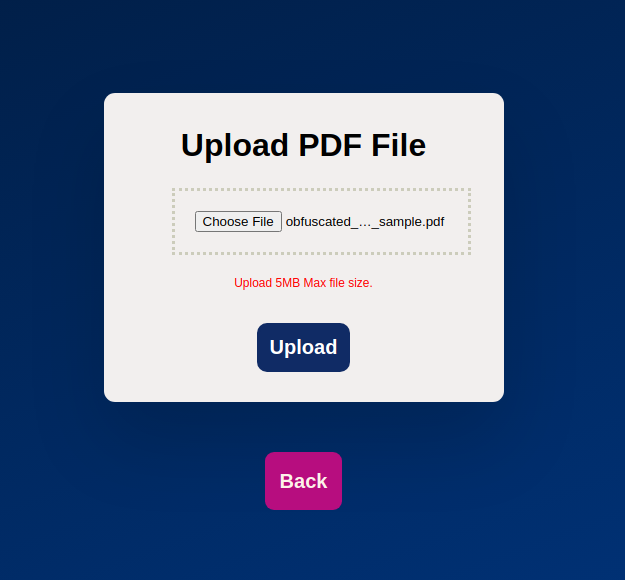 Upload PDF File
Choose File obfuscated_…_sample.pdf
Upload 5MB Max file size.
Upload
Back